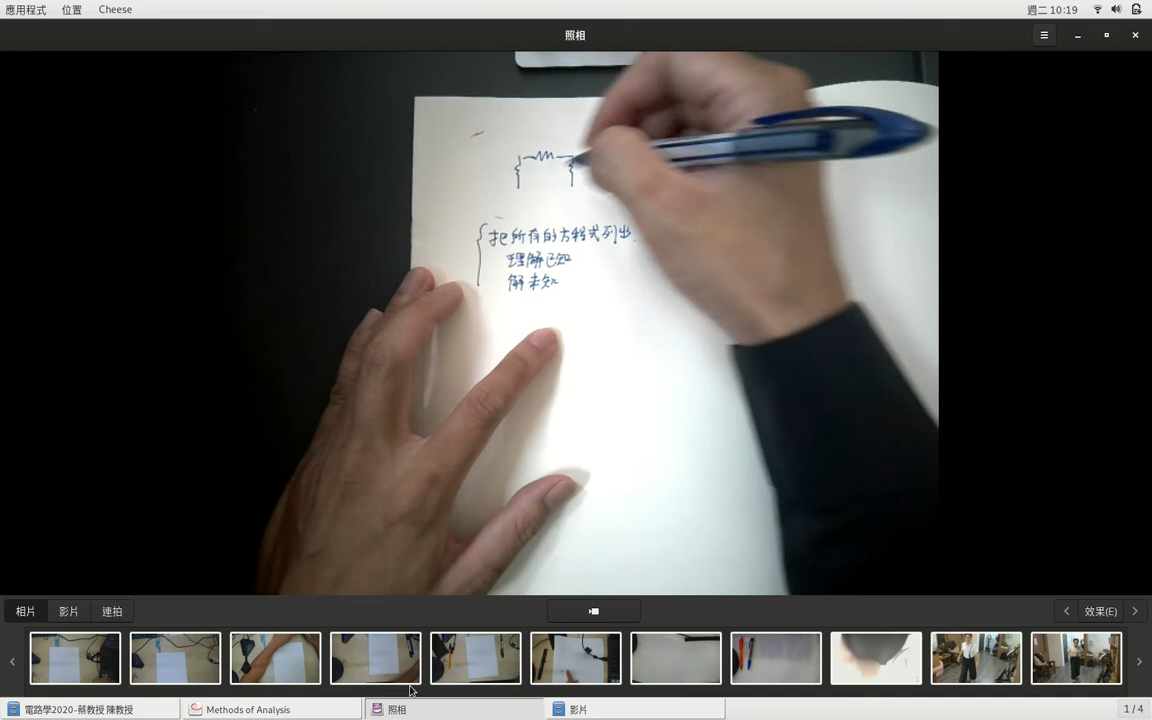 應用程式 位置 Cheese 週二 10:19
照相
把所有的方程式列出
理解已知
解未知
相片 影片 連拍 效果(E)
電路學2020-蔡教授 陳教授 Methods of Analysis 照相 影片 1 / 4